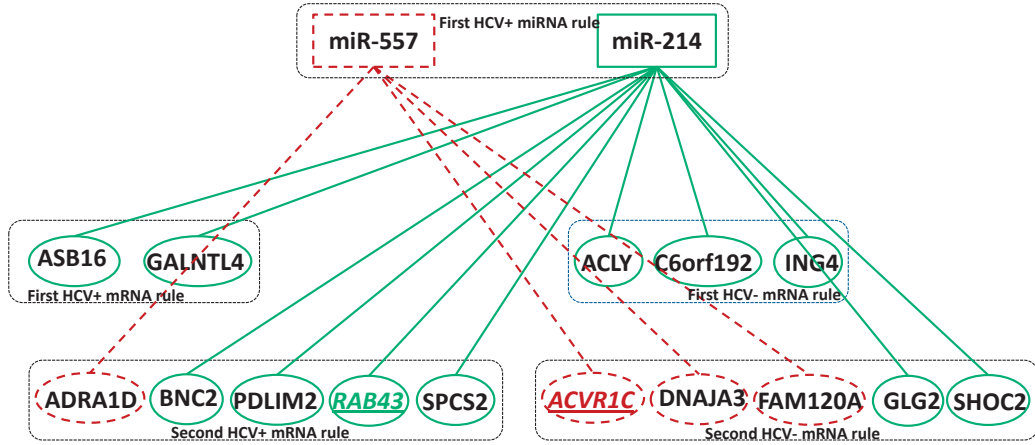 First HCV+ miRNA rule
miR-557
miR-214
ASB16
GALNTL4
First HCV+ mRNA rule
ACLY
C6orf192
ING4
First HCV- mRNA rule
ADRA1D
BNC2
PDLIM2
RAB43
SPCS2
Second HCV+ mRNA rule
ACVR1C
DNAJA3
FAM120A
GLG2
SHOC2
Second HCV- mRNA rule